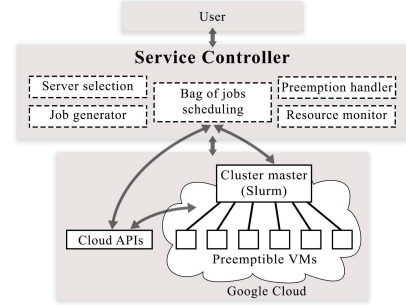 User
Service Controller
Server selection
Bag of jobs
scheduling
Preemption handler
Job generator
Resource monitor
Cluster master
(Slurm)
Cloud APIs
Preemptible VMs
Google Cloud